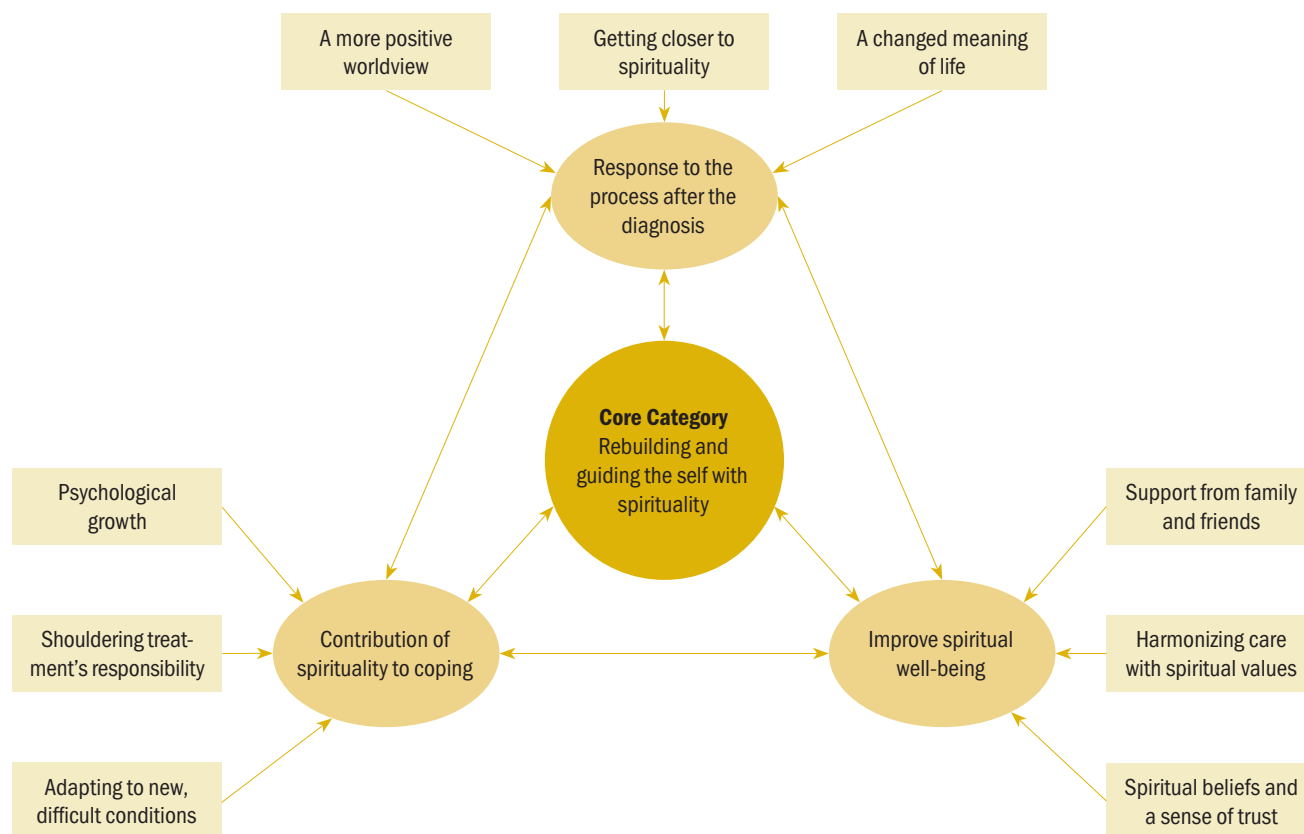 A more positive
worldview
Getting closer to
spirituality
A changed meaning
of life
Response to the
process after the
diagnosis
Core Category
Rebuilding and
guiding the self with
spirituality
Psychological
growth
Shouldering treat-
ment’s responsibility
Adapting to new,
difficult conditions
Contribution of
spirituality to coping
Improve spiritual
well-being
Support from family
and friends
Harmonizing care
with spiritual values
Spiritual beliefs and
a sense of trust